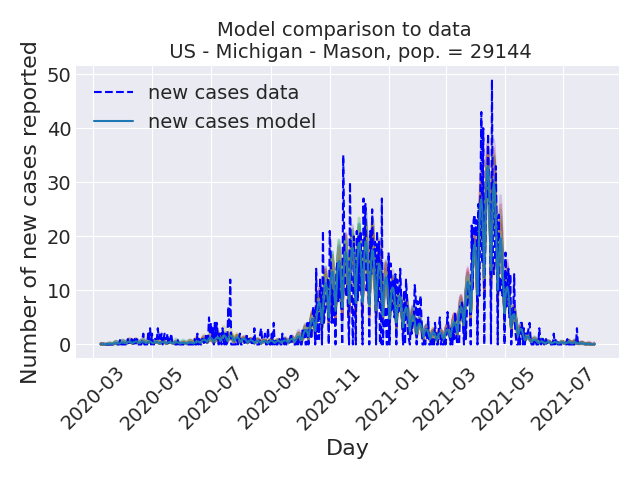 Model comparison to data
US - Michigan - Mason, pop. = 29144
Number of new cases reported
50
40
30
20
10
0
new cases data
new cases model
2020-03
2020-05
2020-07
2020-09
2020-11
2021-01
2021-03
2021-05
2021-07
Day